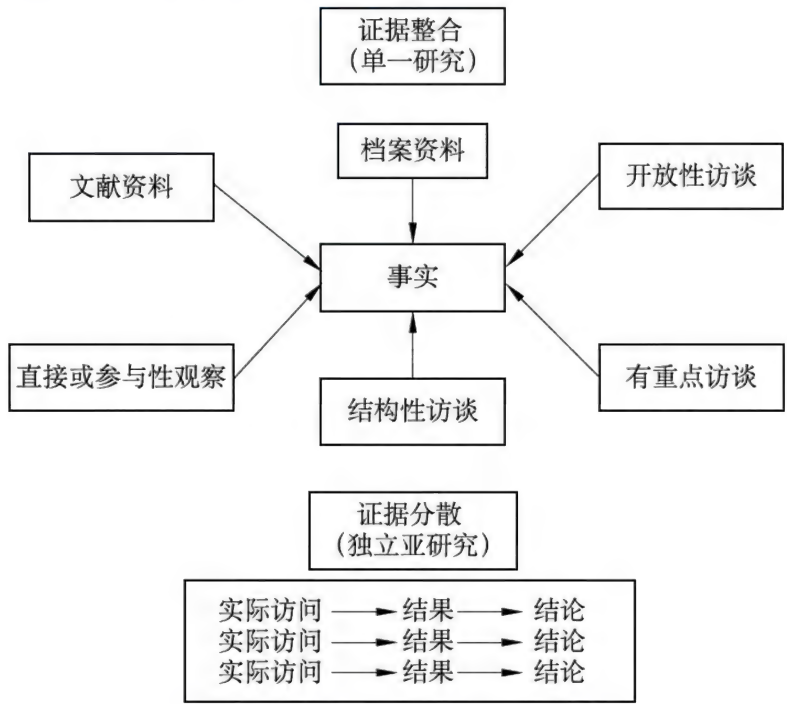 证据整合
（单一研究）
档案资料
文献资料
开放性访谈
事实
直接或参与性观察
有重点访谈
结构性访谈
证据分散
（独立亚研究）
实际访问 结果 结论
实际访问 结果 结论
实际访问 结果 结论